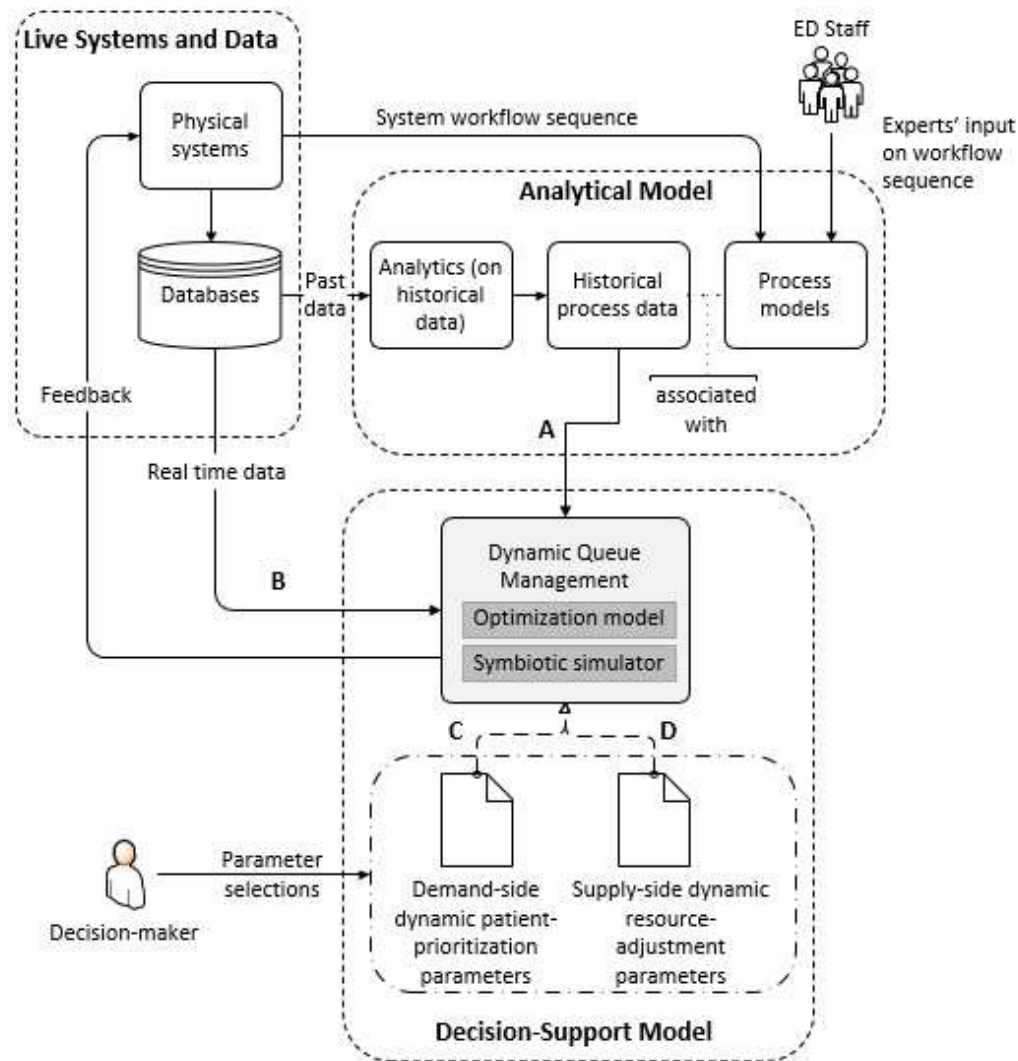 Live Systems and Data
ED Staff
Physical
systems
System workflow sequence
Experts’ input
on workflow
sequence
Analytical Model
Databases
Past
data
Analytics (on
historical
data)
Historical
process data
Process
models
associated
with
Feedback
A
Real time data
B
Dynamic Queue
Management
Optimization model
Symbiotic simulator
C
D
Decision-maker
Parameter
selections
Demand-side
dynamic patient-
prioritization
parameters
Supply-side dynamic
resource-
adjustment
parameters
Decision-Support Model